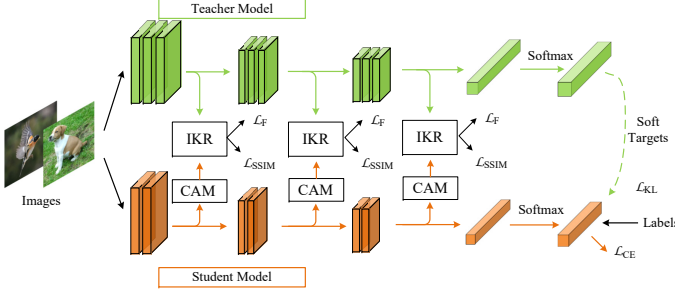 Teacher Model
Softmax
ℒF
ℒF
ℒF
IKR
IKR
IKR
Soft
Targets
ℒSSIM
ℒSSIM
ℒSSIM
CAM
CAM
CAM
Images
ℒKL
Softmax
Labels
ℒCE
Student Model